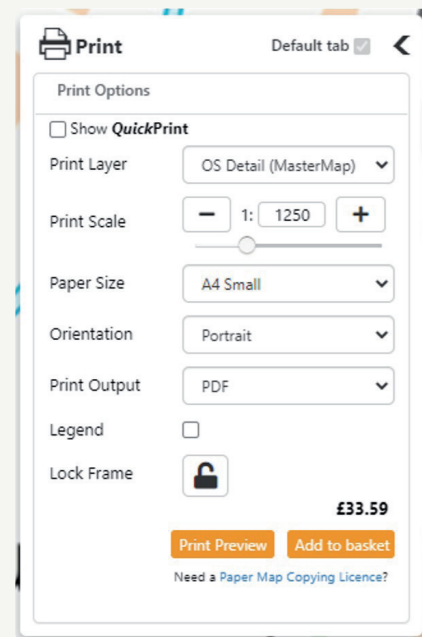 Print Default tab
Print Options
Show QuickPrint
Print Layer OS Detail (MasterMap)
Print Scale − 1: 1250 +
Paper Size A4 Small
Orientation Portrait
Print Output PDF
Legend
Lock Frame
£33.59
Print Preview Add to basket
Need a Paper Map Copying Licence?